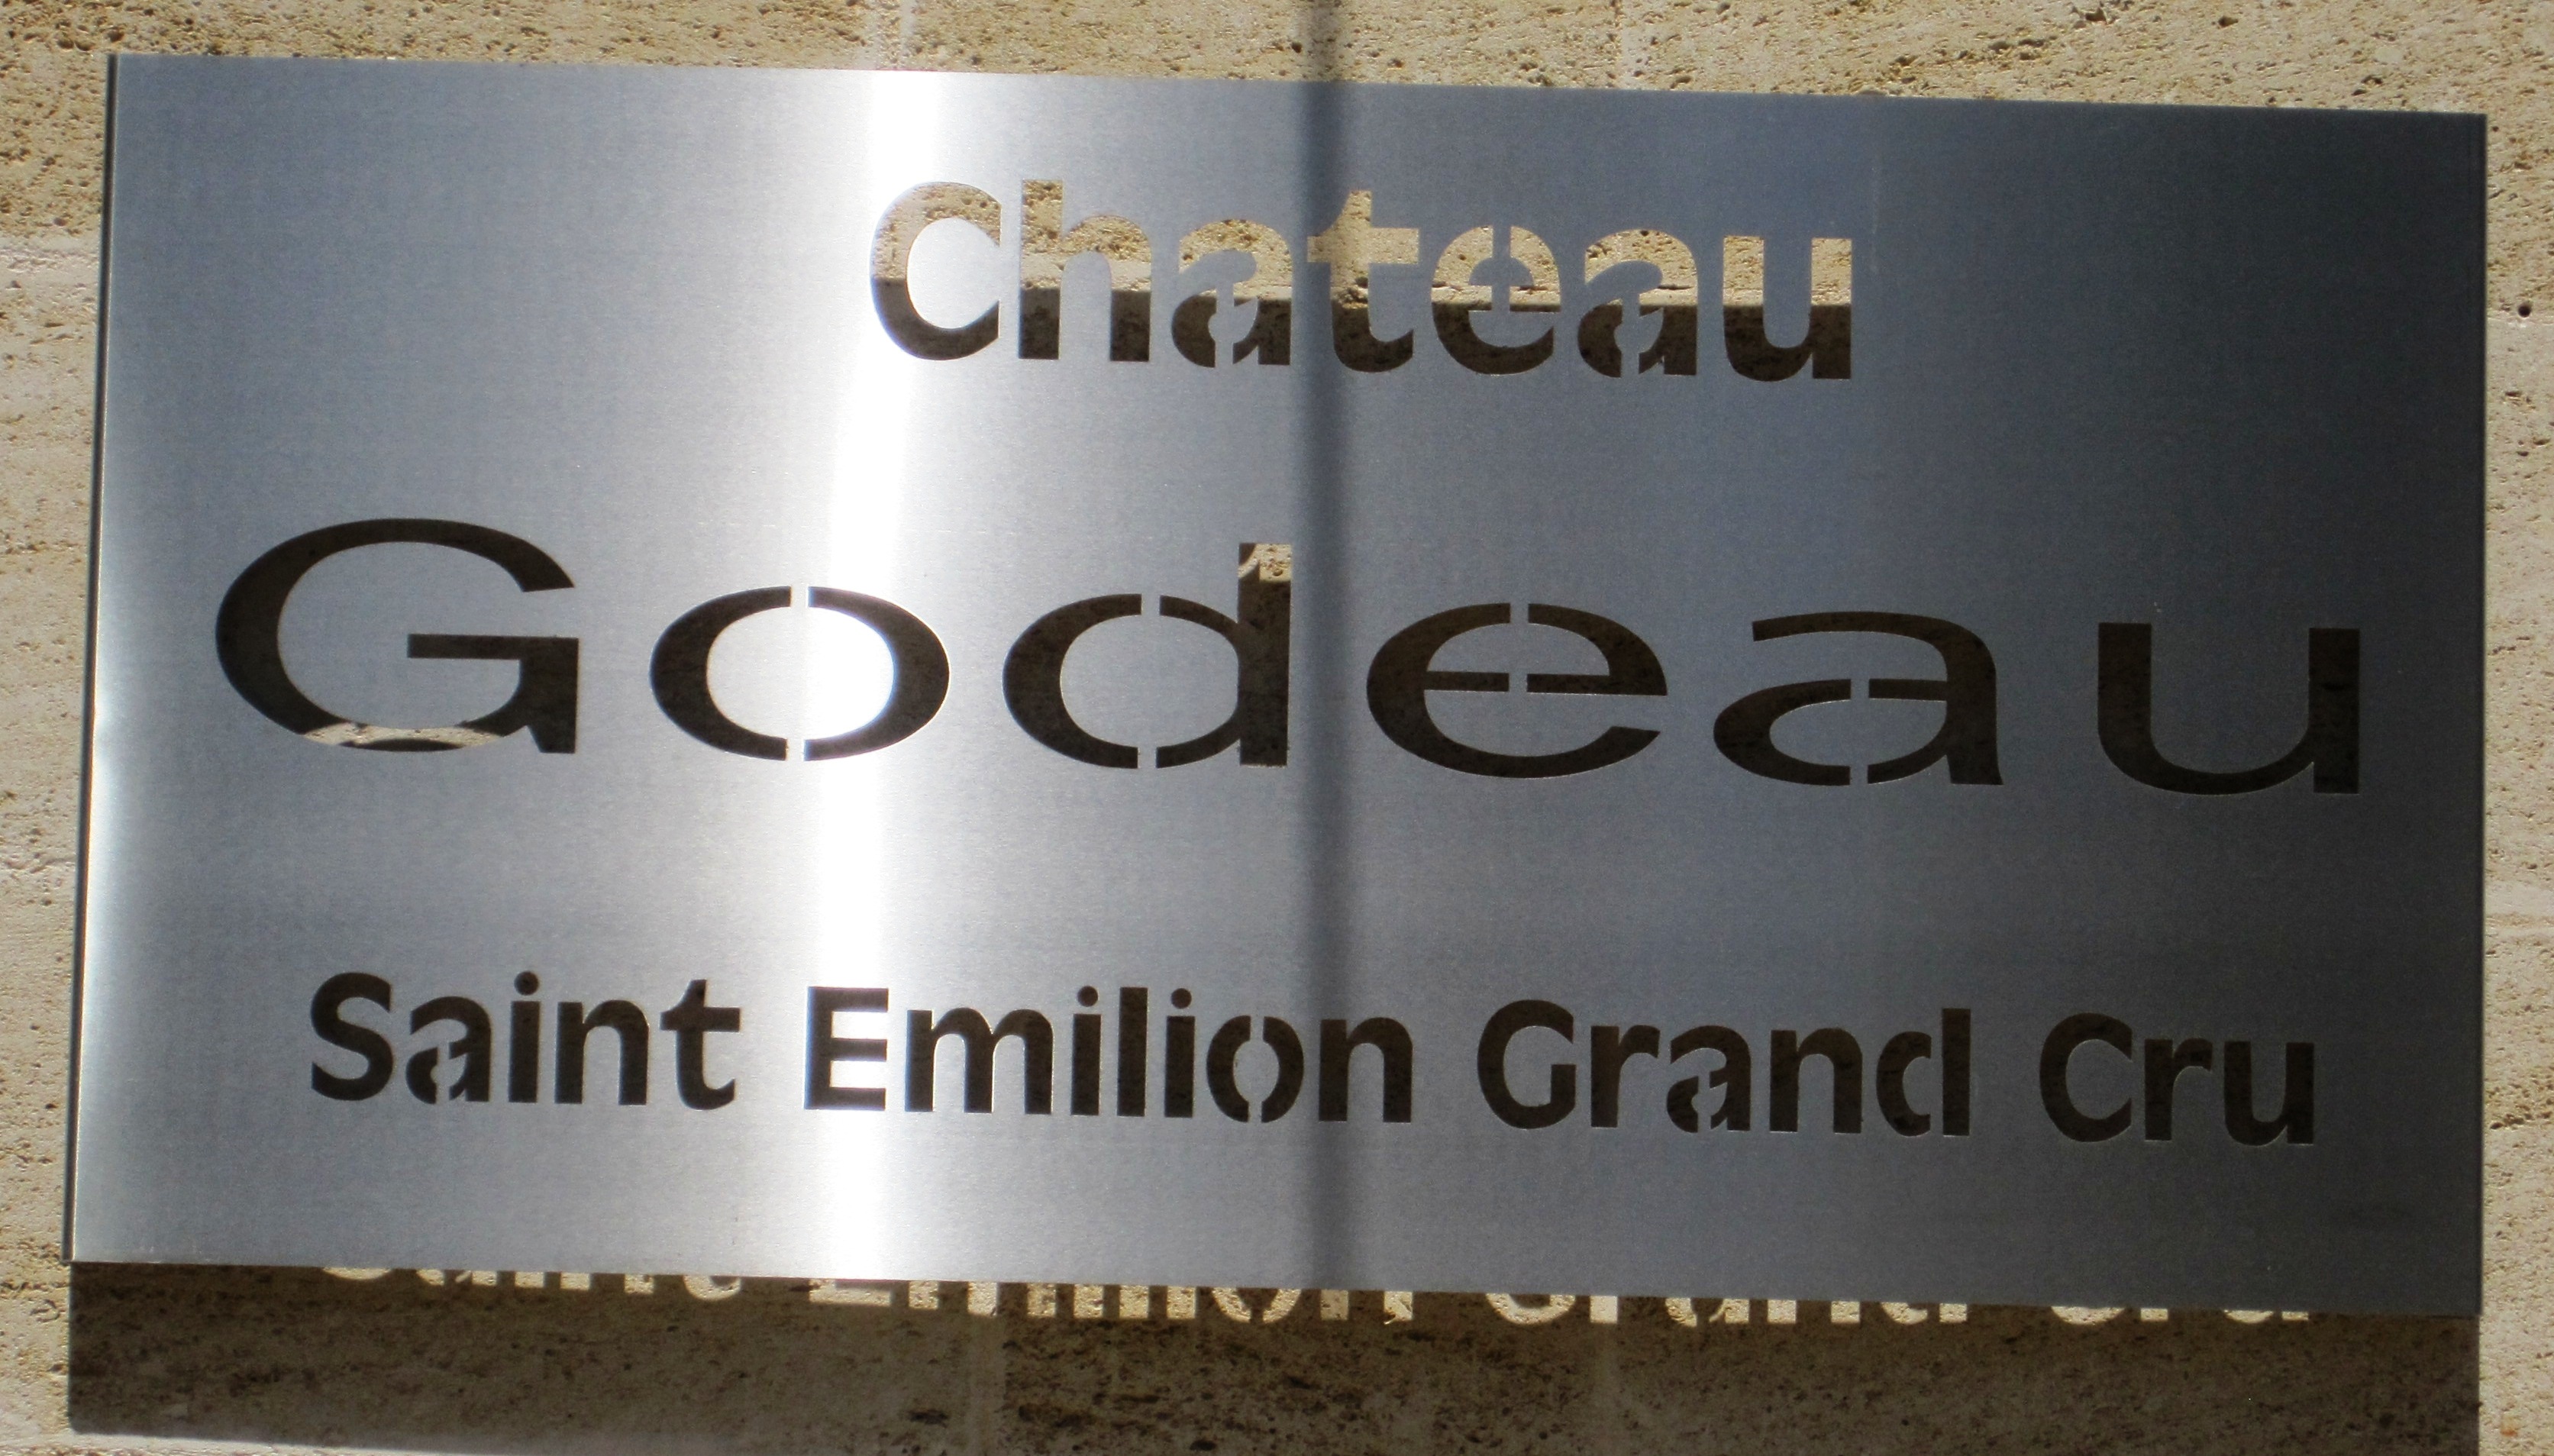 Chateau
Godeau
Saint Emilion Grand Cru